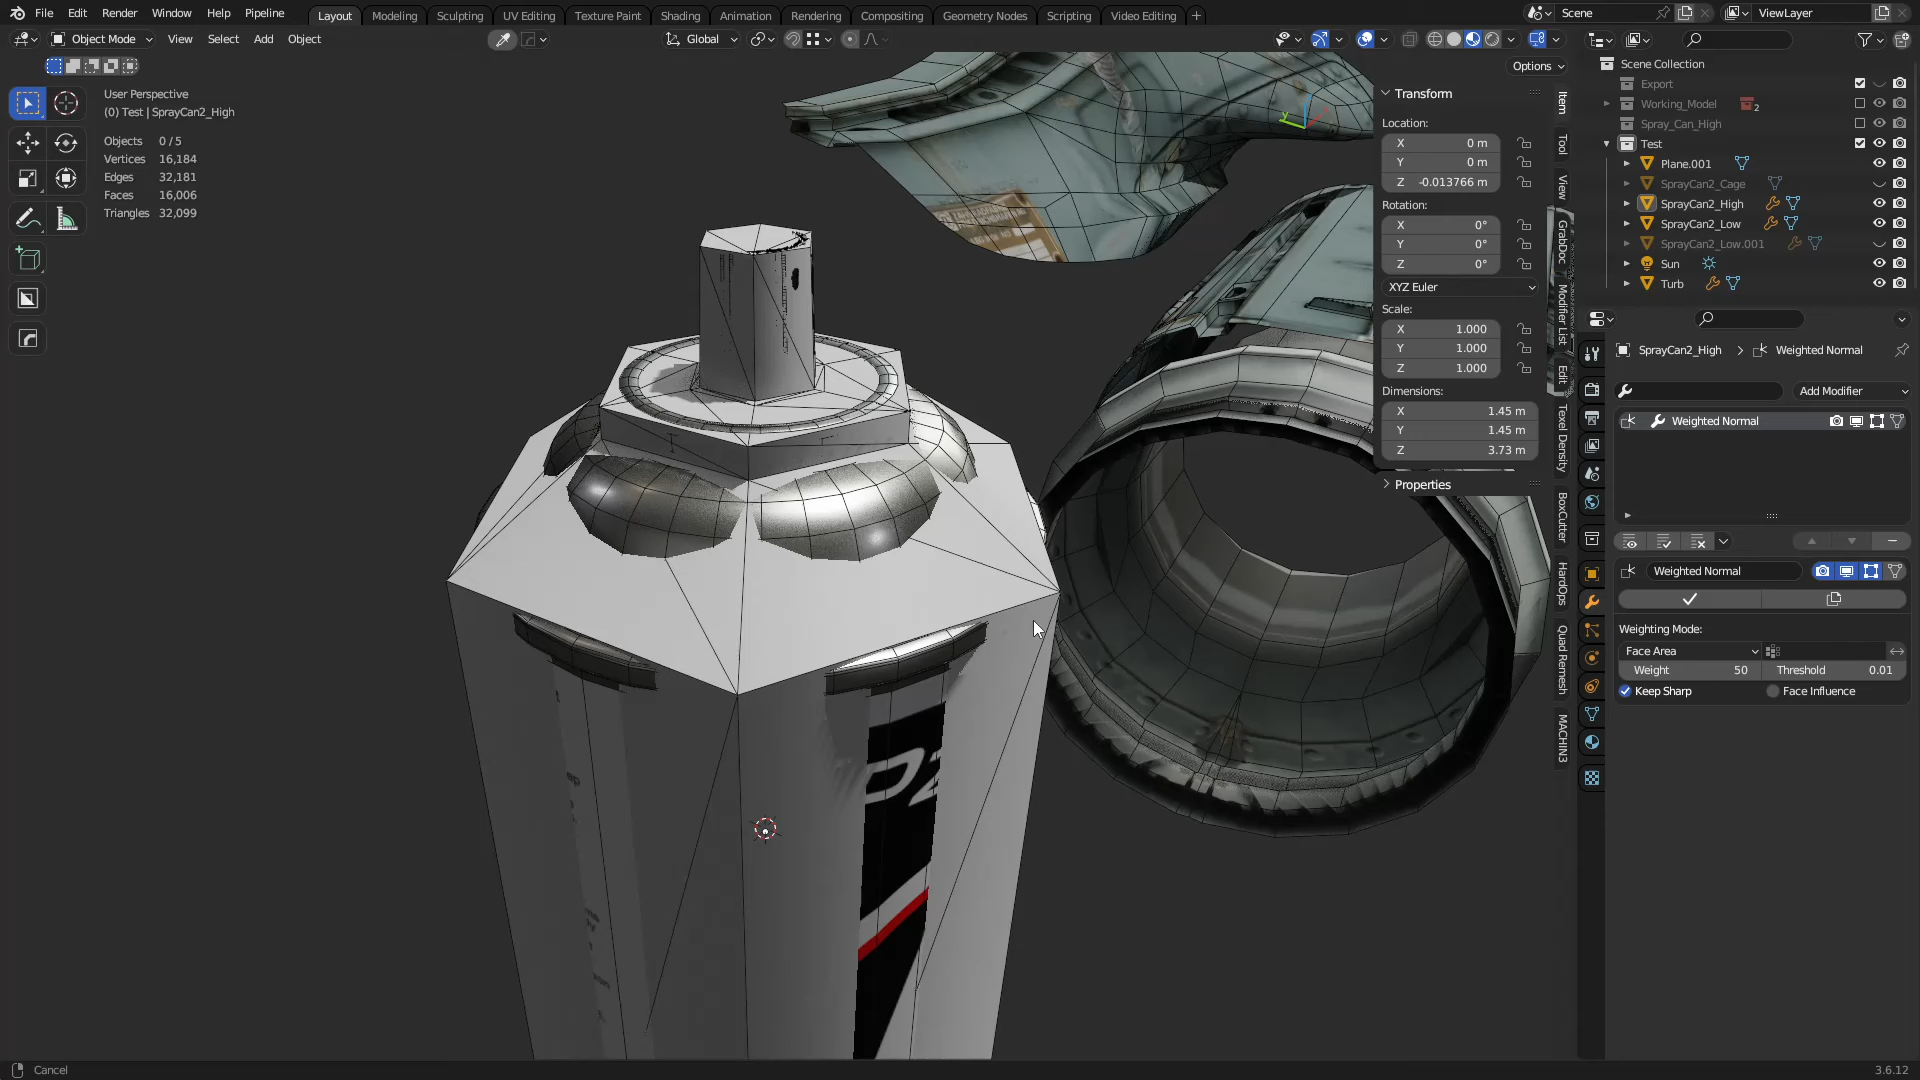 File Edit Render Window Help Pipeline Layout Modeling Sculpting UV Editing Texture Paint Shading Animation Rendering Compositing Geometry Nodes Scripting Video Editing + Scene ViewLayer
Object Mode View Select Add Object Global
Options
User Perspective
(0) Test | SprayCan2_High
Objects 0 / 5
Vertices 16,184
Edges 32,181
Faces 16,006
Triangles 32,099
Transform
Location:
X 0 m
Y 0 m
Z -0.013766 m
Rotation:
X 0°
Y 0°
Z 0°
XYZ Euler
Scale:
X 1.000
Y 1.000
Z 1.000
Dimensions:
X 1.45 m
Y 1.45 m
Z 3.73 m
Properties
Item
Tool
View
GrabDoc
Modifier List
Edit
Texel Density
BoxCutter
HardOps
Quad Remesh
MACHIN3
Scene Collection
Export
Working_Model 2
Spray_Can_High
Test
Plane.001
SprayCan2_Cage
SprayCan2_High
SprayCan2_Low
SprayCan2_Low.001
Sun
Turb
SprayCan2_High > Weighted Normal
Add Modifier
Weighted Normal
Weighted Normal
Weighting Mode:
Face Area
Weight 50 Threshold 0.01
Keep Sharp Face Influence
y
Cancel
3.6.12